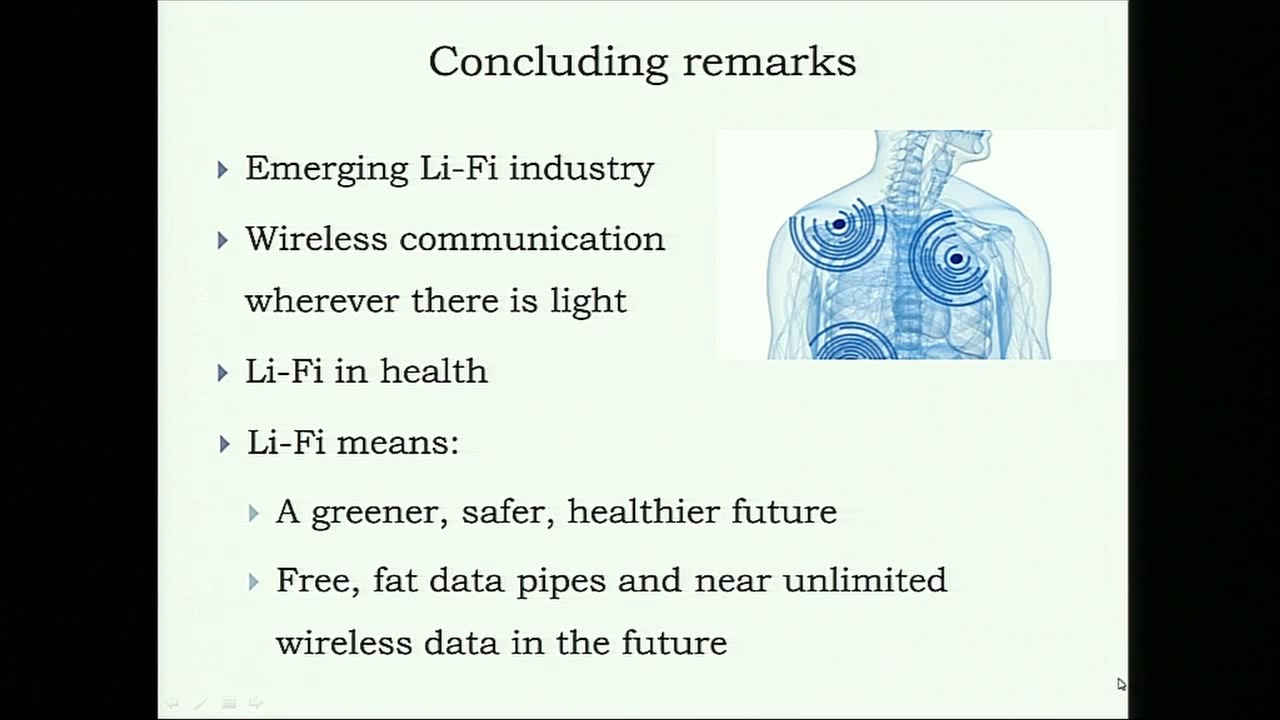 Concluding remarks
Emerging Li-Fi industry
Wireless communication
wherever there is light
Li-Fi in health
Li-Fi means:
A greener, safer, healthier future
Free, fat data pipes and near unlimited
wireless data in the future